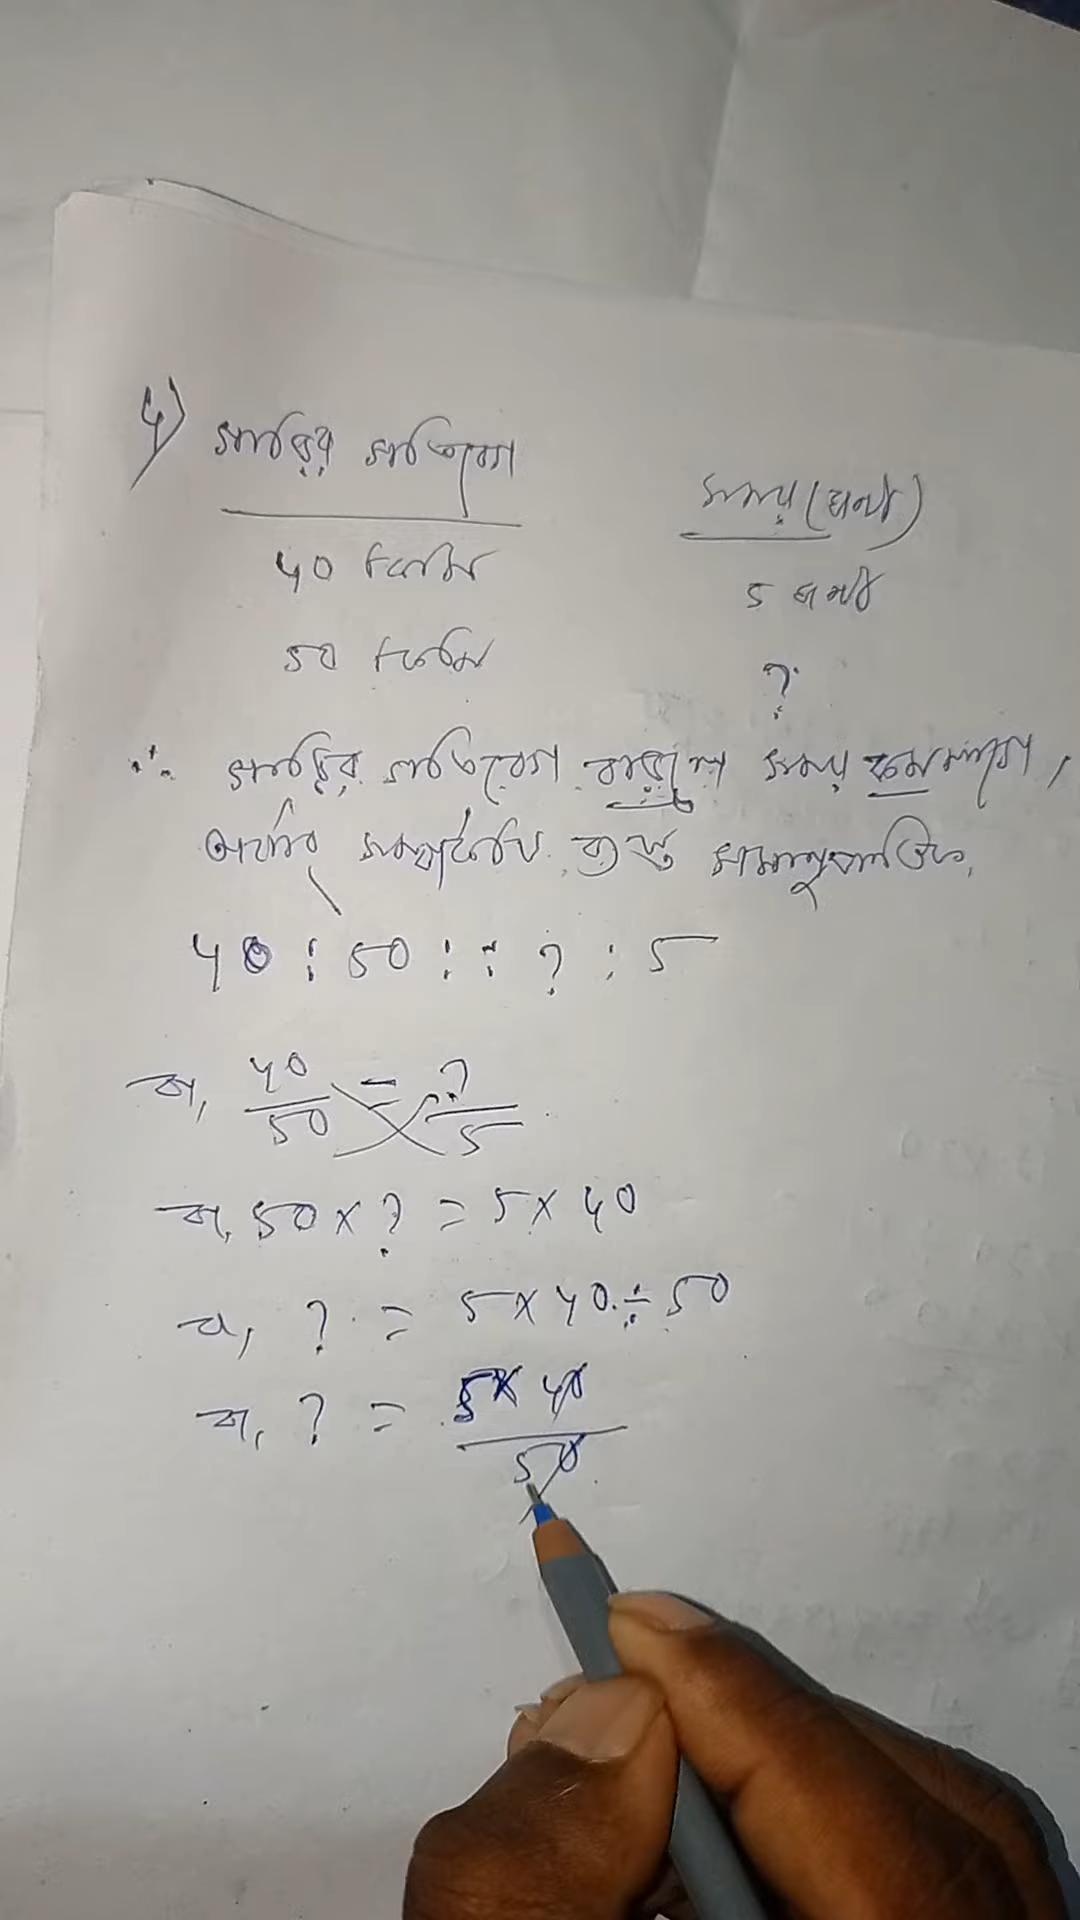 4) গাড়ির গতিবেগ সময় (ঘন্টা)
40 কিমি 5 ঘন্টা
50 কিমি ?
∴ গাড়ির গতিবেগ বাড়লে সময় কম লাগে,
অর্থাৎ সম্পর্কটি ব্যস্ত সমানুপাতিক,
40 : 50 : : ? : 5
বা, 40/50 = ?/5
বা, 50 x ? = 5 x 40
বা, ? = 5 x 40 ÷ 50
বা, ? = 5 x 40 / 50